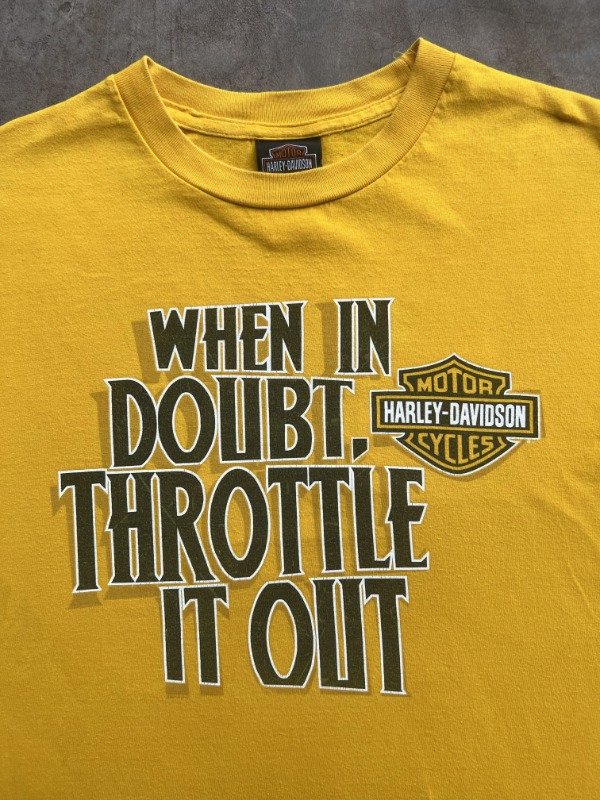 MOTOR
HARLEY-DAVIDSON
WHEN IN
DOUBT,
THROTTLE
IT OUT
MOTOR
HARLEY-DAVIDSON
CYCLES